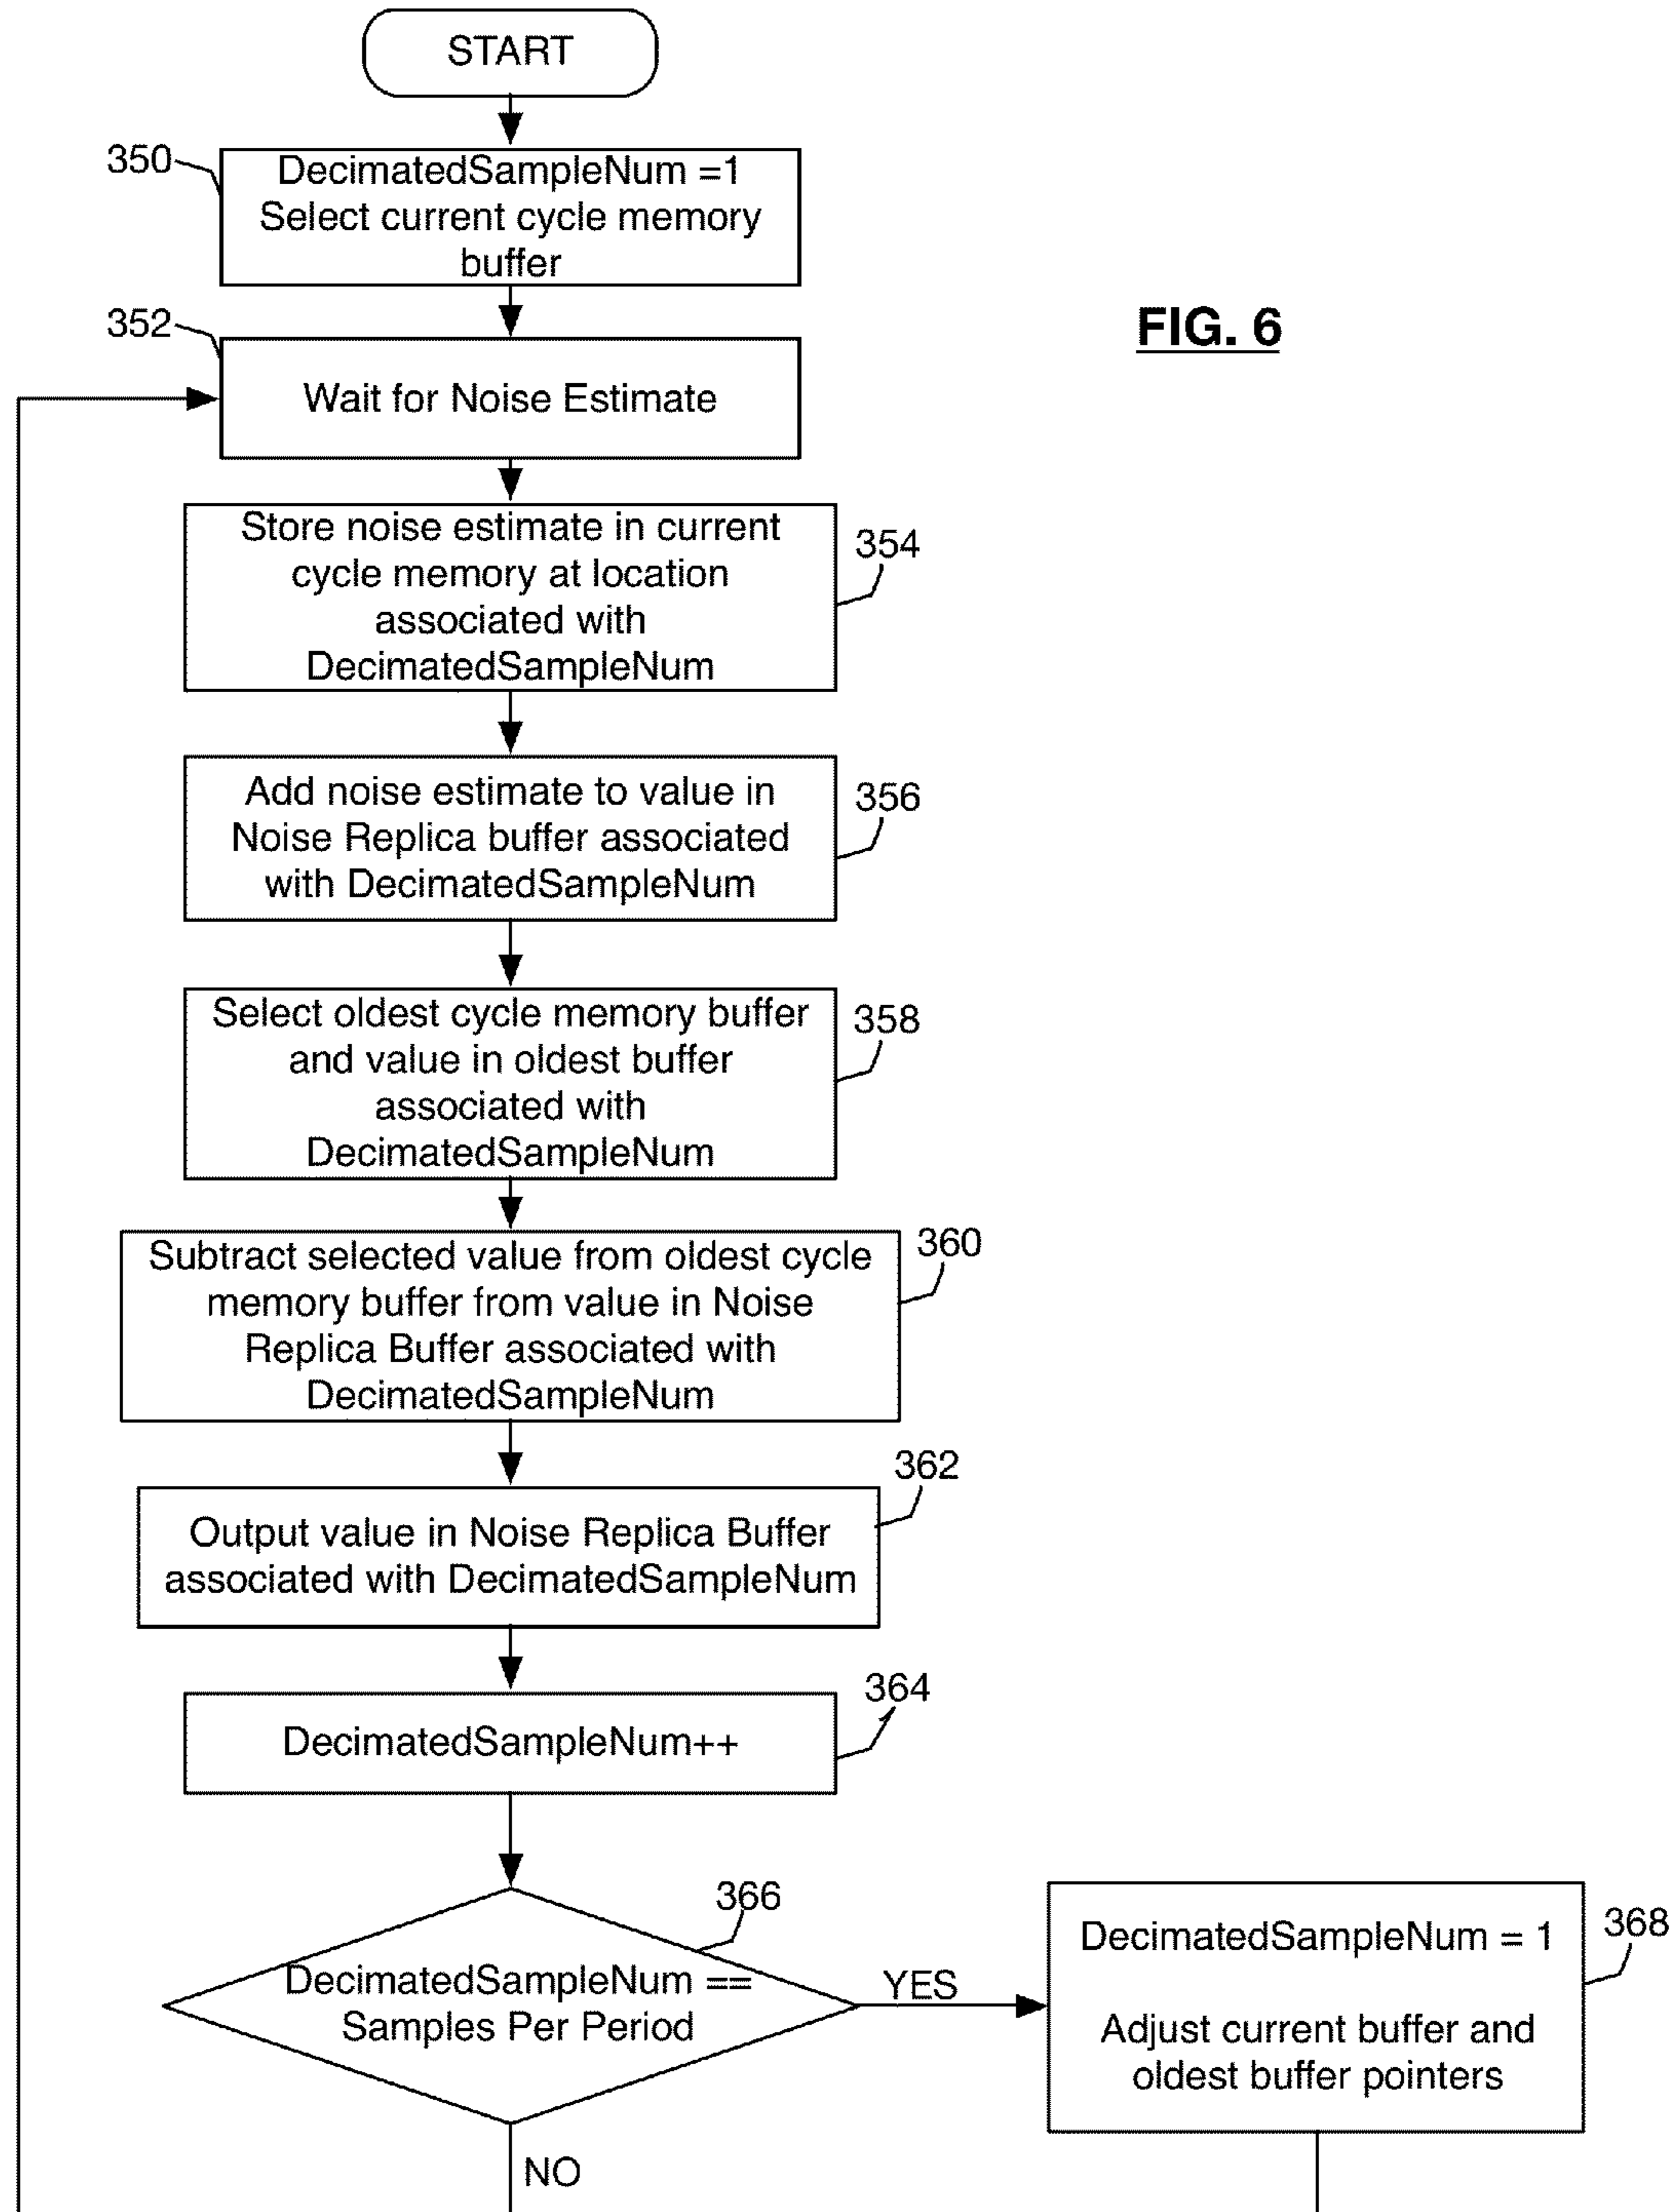 START
350
DecimatedSampleNum =1
Select current cycle memory
buffer
FIG. 6
352
Wait for Noise Estimate
Store noise estimate in current
cycle memory at location
associated with
DecimatedSampleNum
354
Add noise estimate to value in
Noise Replica buffer associated
with DecimatedSampleNum
356
Select oldest cycle memory buffer
and value in oldest buffer
associated with
DecimatedSampleNum
358
Subtract selected value from oldest cycle
memory buffer from value in Noise
Replica Buffer associated with
DecimatedSampleNum
360
Output value in Noise Replica Buffer
associated with DecimatedSampleNum
362
DecimatedSampleNum++
364
DecimatedSampleNum ==
Samples Per Period
366
YES
NO
DecimatedSampleNum = 1
Adjust current buffer and
oldest buffer pointers
368